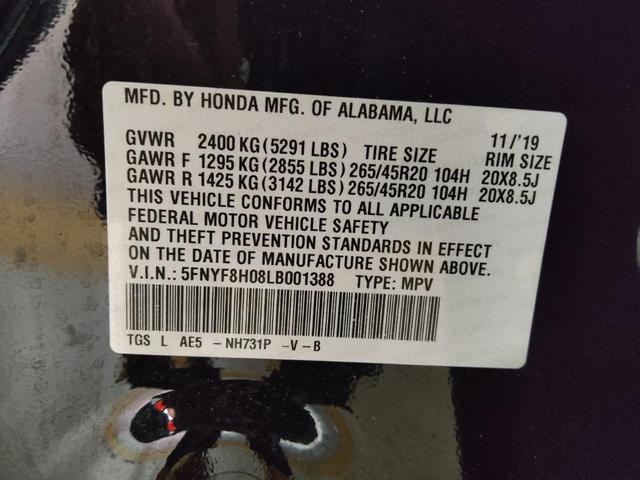 MFD. BY HONDA MFG. OF ALABAMA, LLC
GVWR 2400 KG (5291 LBS) TIRE SIZE 11/'19 RIM SIZE
GAWR F 1295 KG (2855 LBS) 265/45R20 104H 20X8.5J
GAWR R 1425 KG (3142 LBS) 265/45R20 104H 20X8.5J
THIS VEHICLE CONFORMS TO ALL APPLICABLE
FEDERAL MOTOR VEHICLE SAFETY
AND THEFT PREVENTION STANDARDS IN EFFECT
ON THE DATE OF MANUFACTURE SHOWN ABOVE.
V.I.N.: 5FNYF8H08LB001388 TYPE: MPV
TGS L AE5 -NH731P -V-B